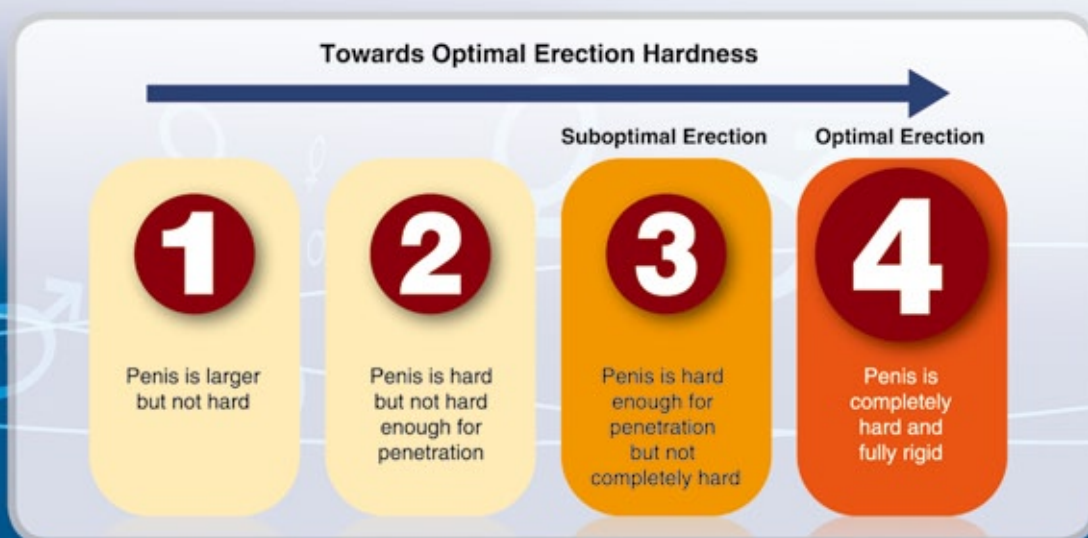 Towards Optimal Erection Hardness
Suboptimal Erection
Optimal Erection
1
Penis is larger
but not hard
2
Penis is hard
but not hard
enough for
penetration
3
Penis is hard
enough for
penetration
but not
completely hard
4
Penis is
completely
hard and
fully rigid